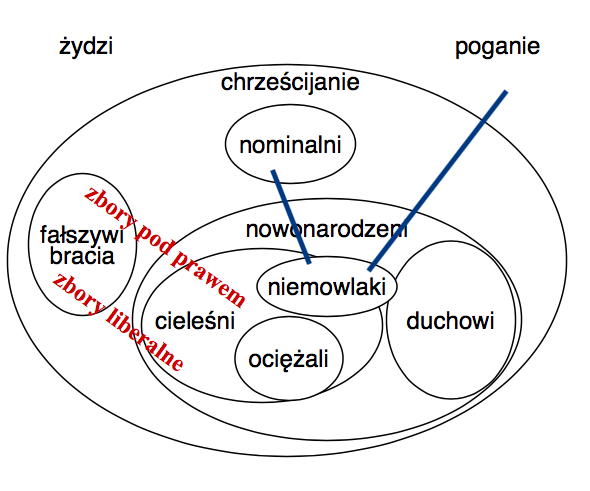 żydzi
poganie
chrześcijanie
nominalni
zbory pod prawem
fałszywi
bracia
nowonarodzeni
niemowlaki
zbory liberalne
cieleśni
duchowi
ociężali